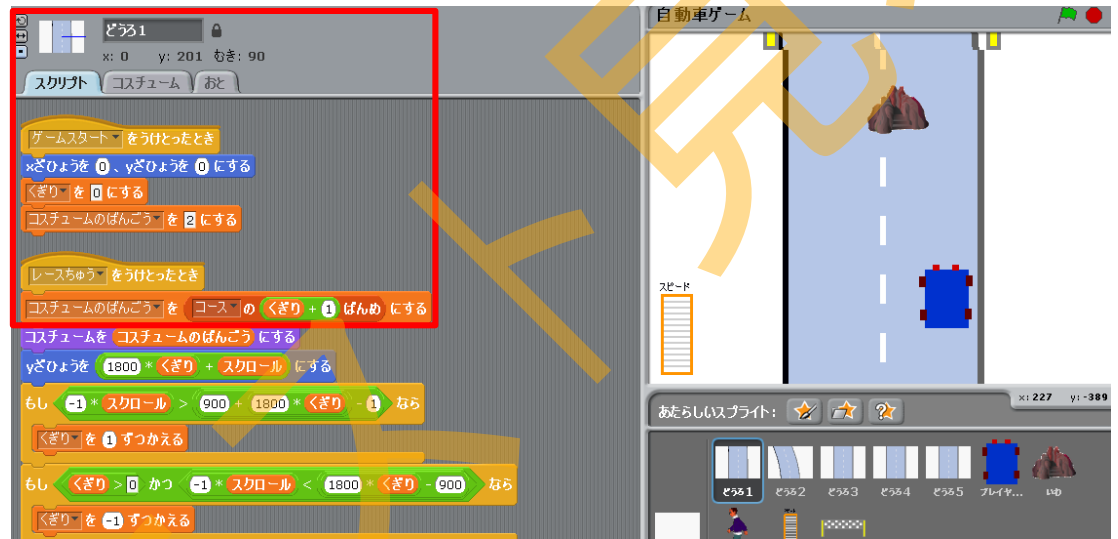 どうろ1
x: 0 y: 201 むき: 90
スクリプト コスチューム おと
ゲームスタート をうけとったとき
xざひょうを 0 、yざひょうを 0 にする
くぎり を 0 にする
コスチュームのばんごう を 2 にする
レースちゅう をうけとったとき
コスチュームのばんごう を コース の くぎり + 1 ばんめ にする
コスチュームを コスチュームのばんごう にする
yざひょうを 1800 * くぎり + スクロール にする
もし -1 * スクロール > 900 + 1800 * くぎり - 1 なら
くぎり を 1 ずつかえる
もし くぎり > 0 かつ -1 * スクロール < 1800 * くぎり - 900 なら
くぎり を -1 ずつかえる
自動車ゲーム
スピード
x: 227 y: -389
あたらしいスプライト:
どうろ1 どうろ2 どうろ3 どうろ4 どうろ5 プレイヤ... いわ